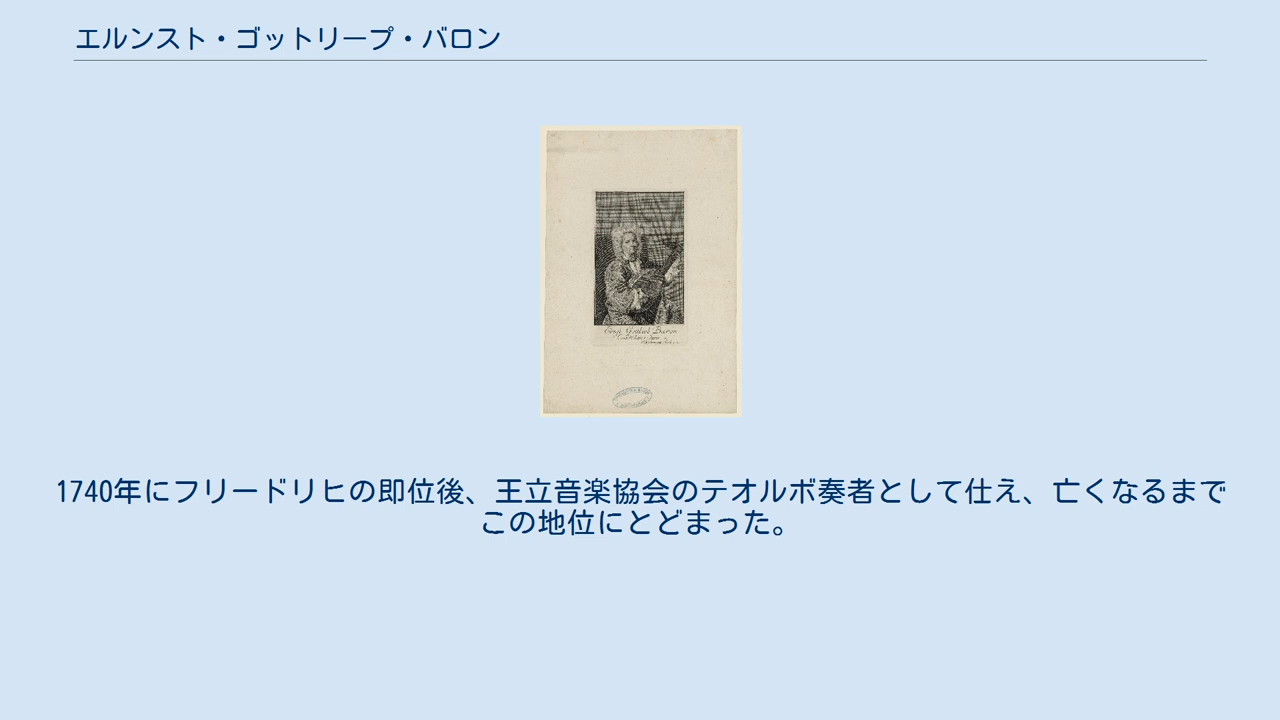 エルンスト・ゴットリープ・バロン
Ernst Gottlieb Baron
1740年にフリードリヒの即位後、王立音楽協会のテオルボ奏者として仕え、亡くなるまで
この地位にとどまった。